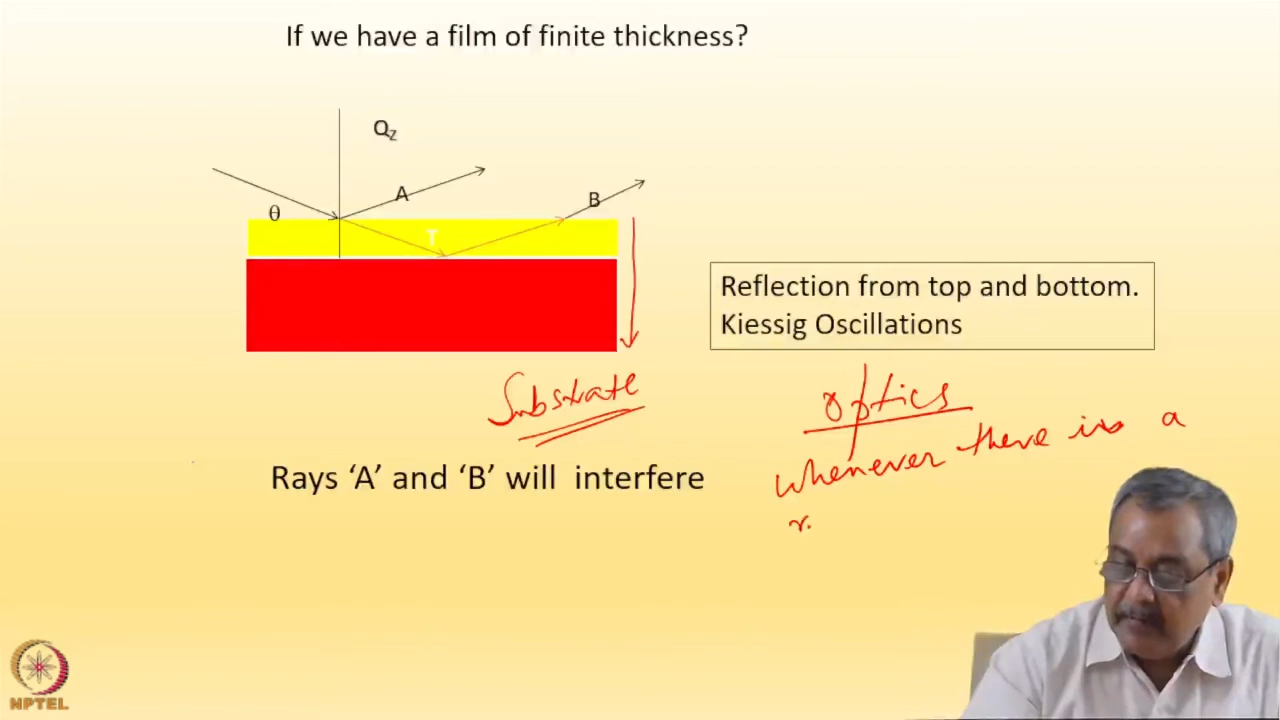 If we have a film of finite thickness?
Qz
A
B
θ
T
Reflection from top and bottom.
Kiessig Oscillations
Substrate
optics
whenever there is a
r
Rays ‘A’ and ‘B’ will interfere
NPTEL